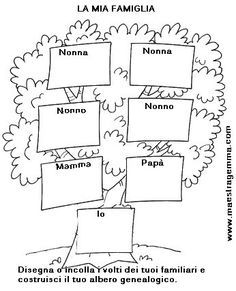 LA MIA FAMIGLIA
Nonna
Nonna
Nonno
Nonno
Mamma
Papà
Io
www.maestragemma.com
Disegna o incolla i volti dei tuoi familiari e
costruisci il tuo albero genealogico.